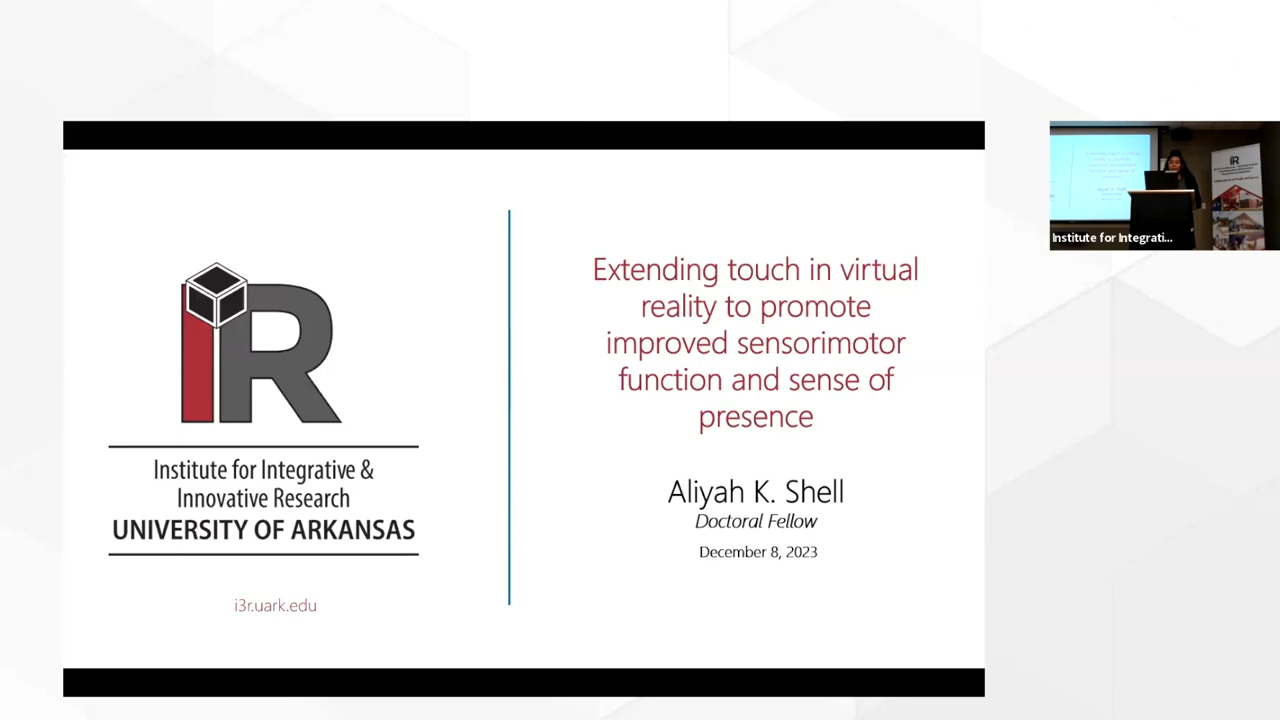 IR
Institute for Integrative &
Innovative Research
UNIVERSITY OF ARKANSAS
i3r.uark.edu
Extending touch in virtual
reality to promote
improved sensorimotor
function and sense of
presence
Aliyah K. Shell
Doctoral Fellow
December 8, 2023
Institute for Integrati...